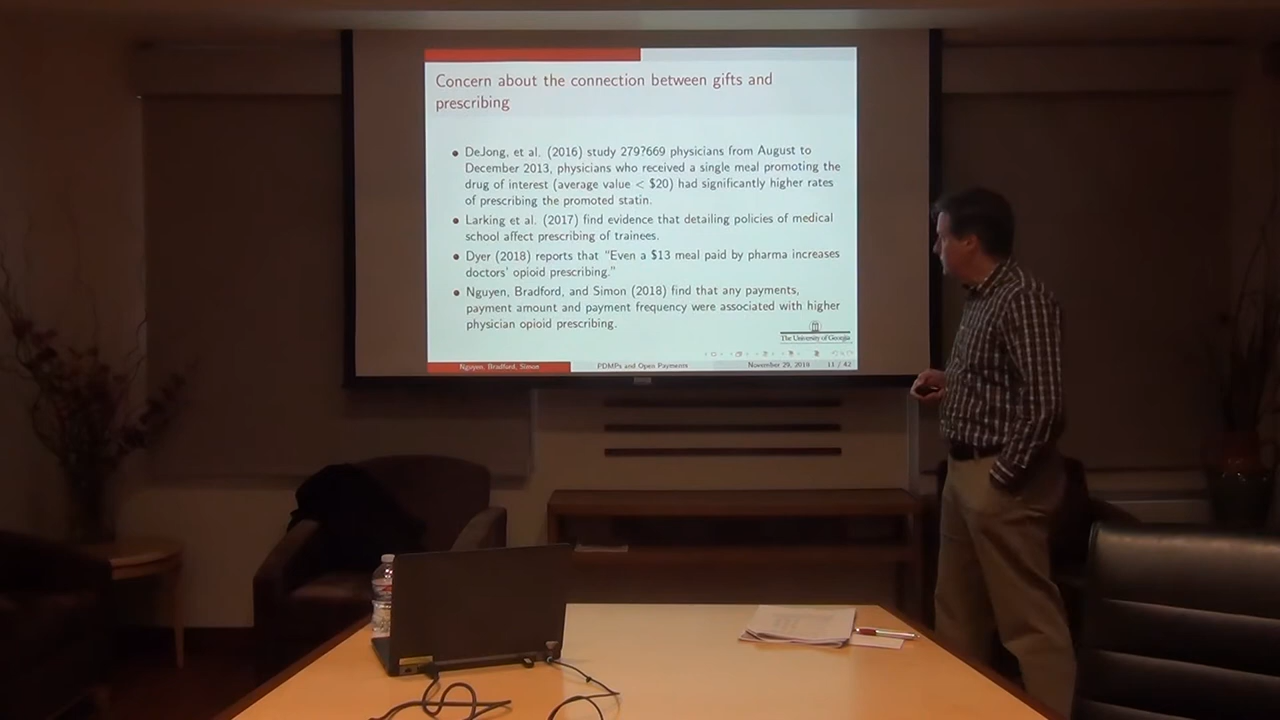 Concern about the connection between gifts and
prescribing
DeJong, et al. (2016) study 279?669 physicians from August to
December 2013, physicians who received a single meal promoting the
drug of interest (average value < $20) had significantly higher rates
of prescribing the promoted statin.
Larking et al. (2017) find evidence that detailing policies of medical
school affect prescribing of trainees.
Dyer (2018) reports that "Even a $13 meal paid by pharma increases
doctors' opioid prescribing."
Nguyen, Bradford, and Simon (2018) find that any payments,
payment amount and payment frequency were associated with higher
physician opioid prescribing.
The University of Georgia
Nguyen, Bradford, Simon
PDMPs and Open Payments
November 29, 2018
11 / 42